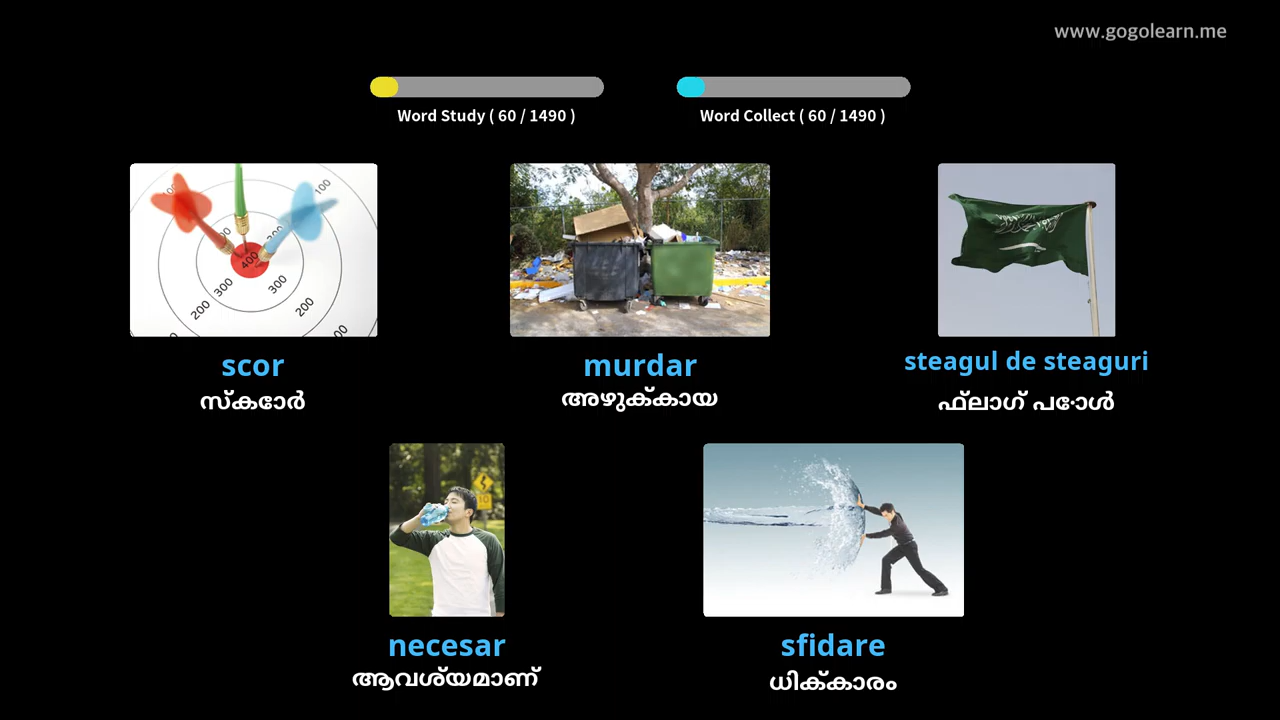 www.gogolearn.me
Word Study ( 60 / 1490 )
Word Collect ( 60 / 1490 )
scor
സ്കോർ
murdar
അഴുക്കായ
steagul de steaguri
ഫ്ലാഗ് പോൾ
necesar
ആവശ്യമാണ്
sfidare
ധിക്കാരം